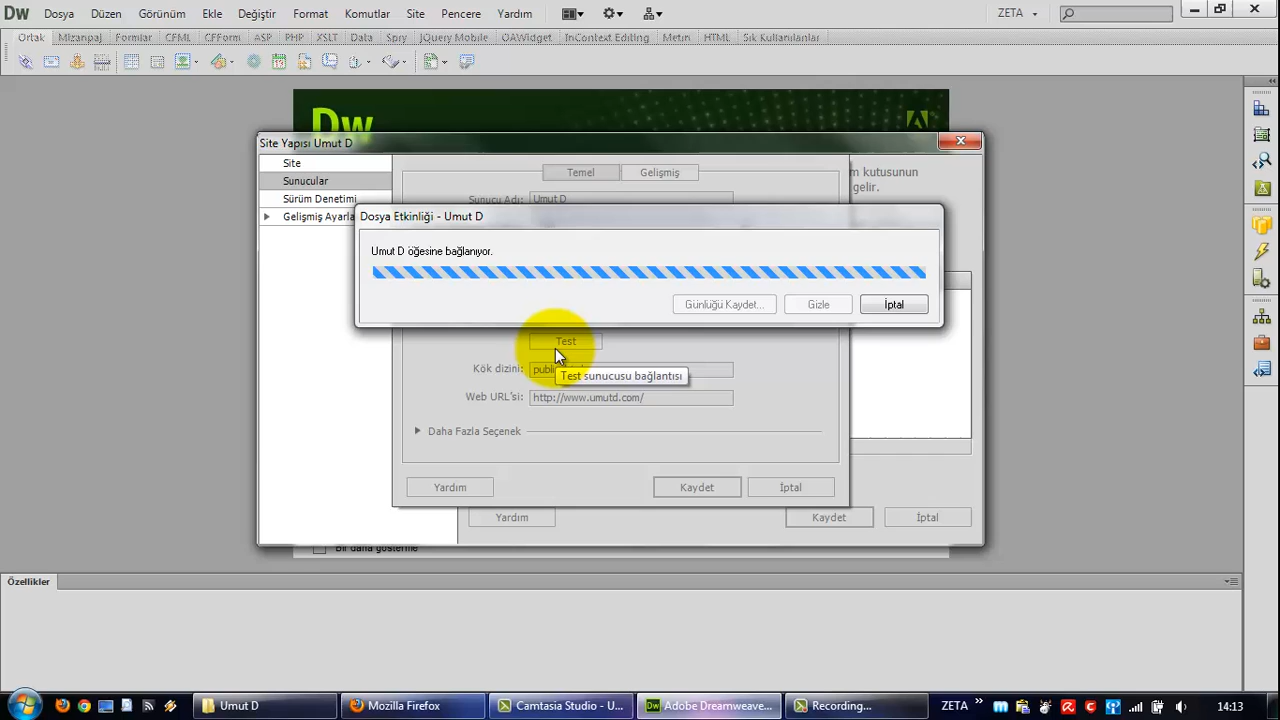 Dw Dosya Düzen Görünüm Ekle Değiştir Format Komutlar Site Pencere Yardım ZETA
Ortak Mizanpaj Formlar CFML CFForm ASP PHP XSLT Data Spry jQuery Mobile OAWidget InContext Editing Metin HTML Sık Kullanılanlar
Dw
Site Yapısı Umut D
Site
Sunucular
Sürüm Denetimi
Gelişmiş Ayarla
Temel Gelişmiş
m kutusunun
gelir.
Sunucu Adı: Umut D
Dosya Etkinliği - Umut D
Umut D öğesine bağlanıyor.
Günlüğü Kaydet... Gizle İptal
Test
Kök dizini:
Test sunucusu bağlantısı
Web URL'si: http://www.umutd.com/
Daha Fazla Seçenek
Yardım Kaydet İptal
Yardım Kaydet İptal
Bir daha gösterme
Özellikler
Umut D Mozilla Firefox Camtasia Studio - U... Adobe Dreamweave... Recording... ZETA 14:13